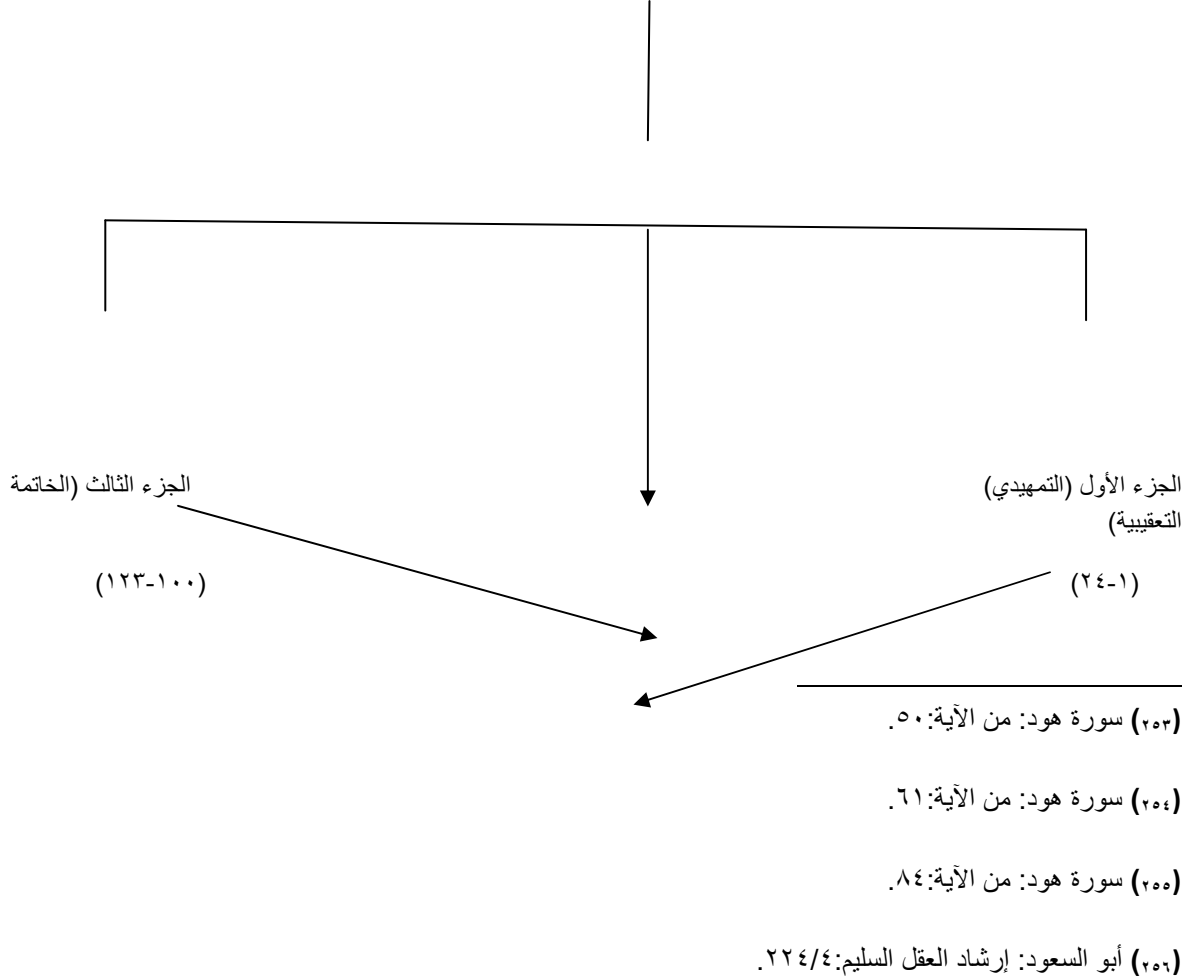 الجزء الأول (التمهيدي) الجزء الثالث (الخاتمة
التعقيبية)
(١-٢٤) (١٠٠-١٢٣)
(٢٥٣) سورة هود: من الآية:٥٠.
(٢٥٤) سورة هود: من الآية:٦١.
(٢٥٥) سورة هود: من الآية:٨٤.
(٢٥٦) أبو السعود: إرشاد العقل السليم:٢٢٤/٤.